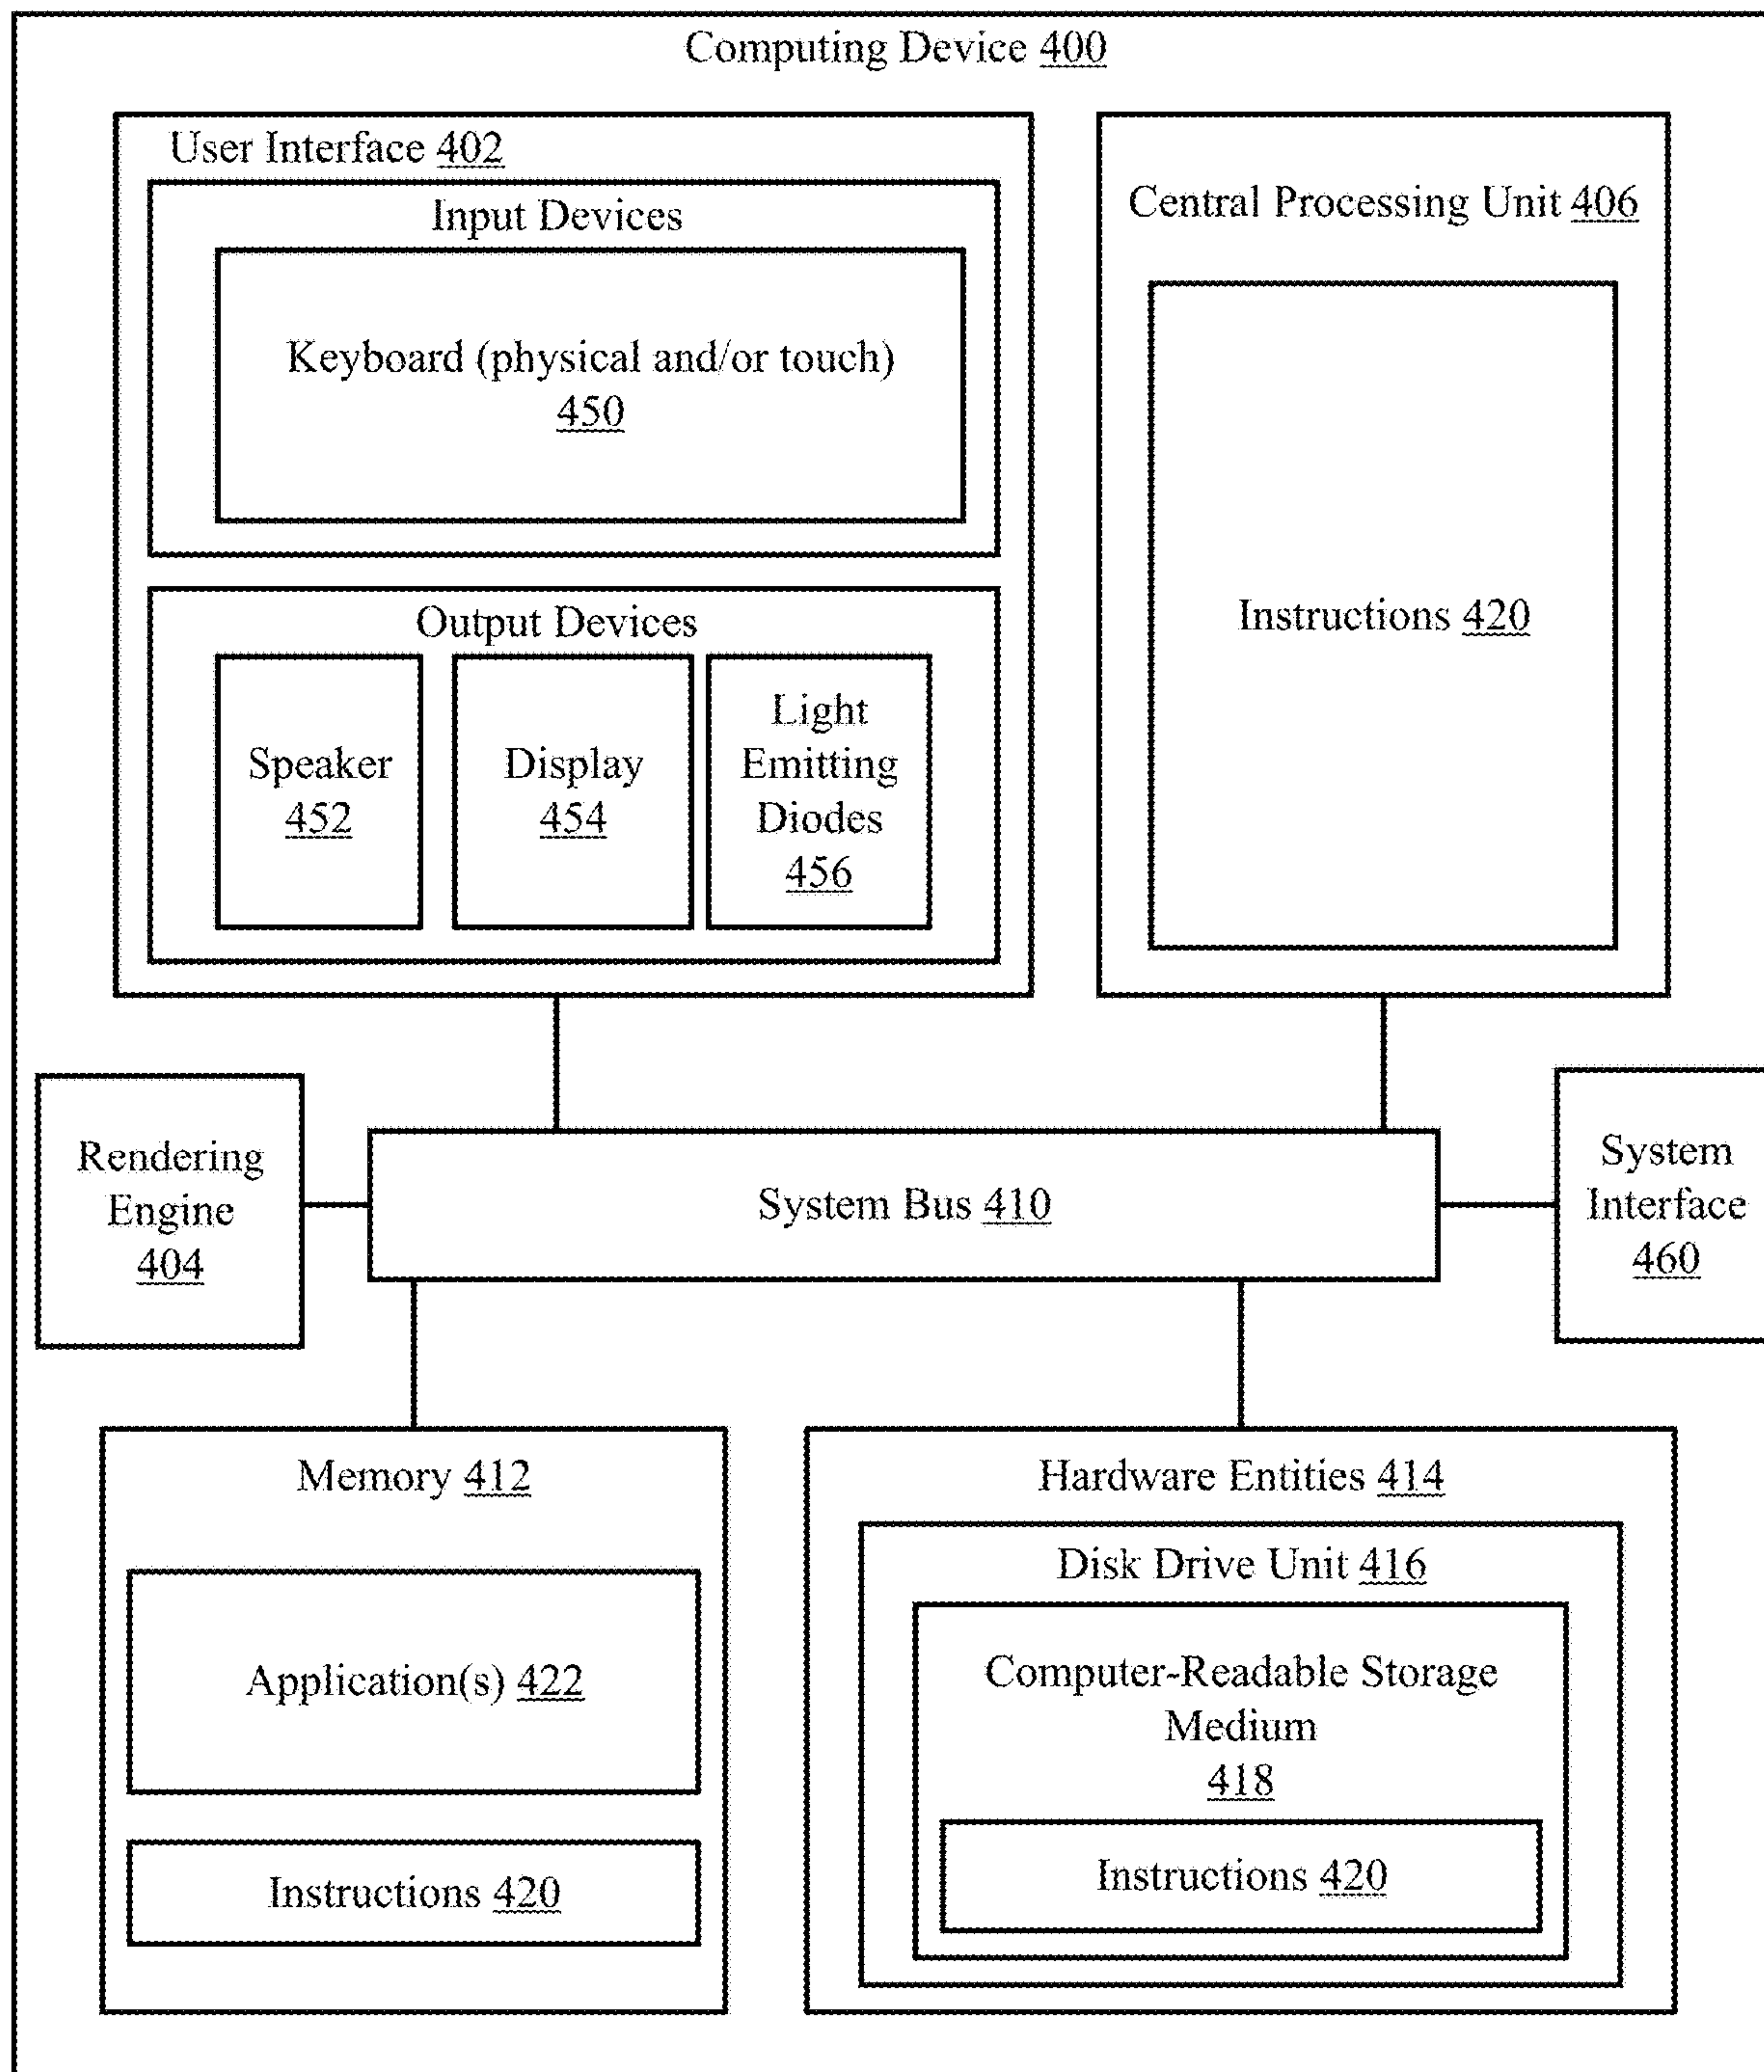 Computing Device 400
User Interface 402
Input Devices
Keyboard (physical and/or touch)
450
Output Devices
Speaker
452
Display
454
Light
Emitting
Diodes
456
Central Processing Unit 406
Instructions 420
Rendering
Engine
404
System Bus 410
System
Interface
460
Memory 412
Application(s) 422
Instructions 420
Hardware Entities 414
Disk Drive Unit 416
Computer-Readable Storage
Medium
418
Instructions 420